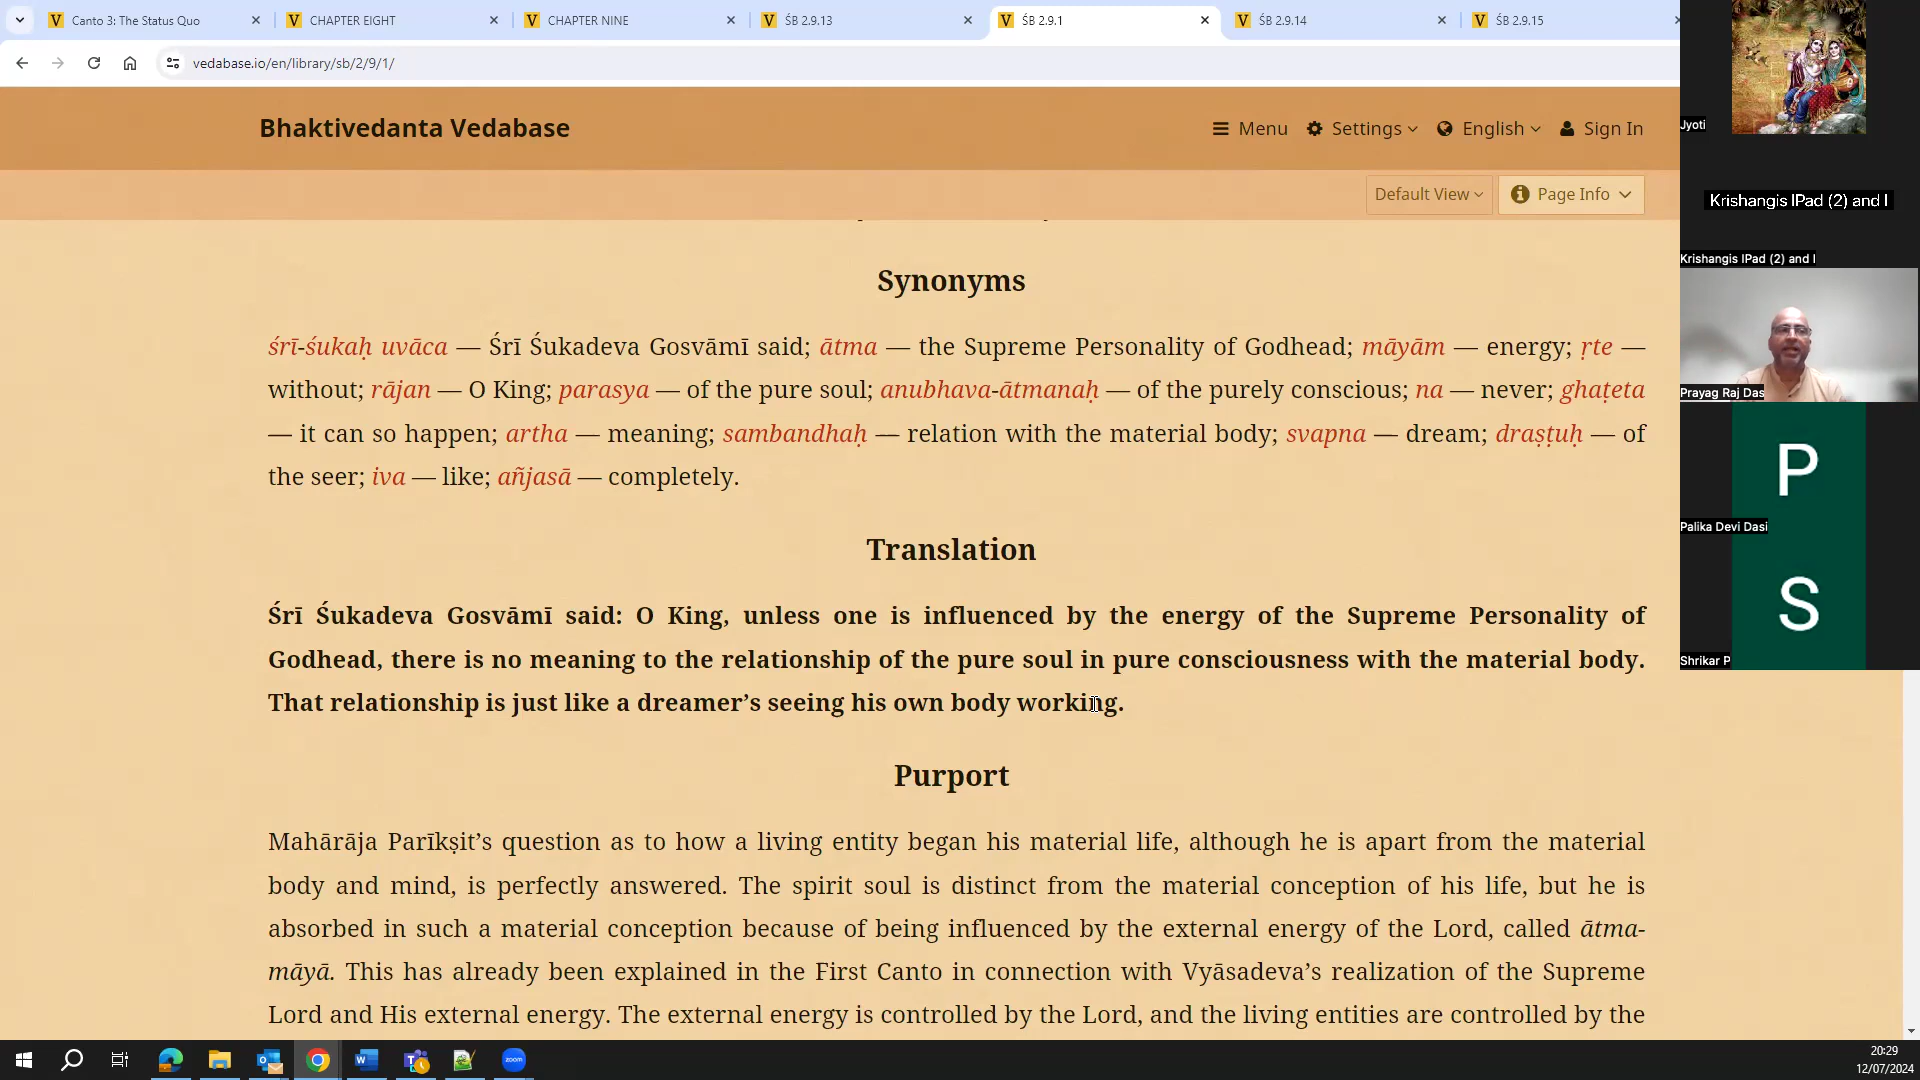 Canto 3: The Status Quo
CHAPTER EIGHT
CHAPTER NINE
ŚB 2.9.13
ŚB 2.9.1
ŚB 2.9.14
ŚB 2.9.15
vedabase.io/en/library/sb/2/9/1/
Bhaktivedanta Vedabase
Menu
Settings
English
Sign In
Default View
Page Info
Synonyms
śrī-śukaḥ uvāca — Śrī Śukadeva Gosvāmī said; ātma — the Supreme Personality of Godhead; māyām — energy; ṛte —
without; rājan — O King; parasya — of the pure soul; anubhava-ātmanaḥ — of the purely conscious; na — never; ghaṭeta
— it can so happen; artha — meaning; sambandhaḥ — relation with the material body; svapna — dream; draṣṭuḥ — of
the seer; iva — like; añjasā — completely.
Translation
Śrī Śukadeva Gosvāmī said: O King, unless one is influenced by the energy of the Supreme Personality of
Godhead, there is no meaning to the relationship of the pure soul in pure consciousness with the material body.
That relationship is just like a dreamer’s seeing his own body working.
Purport
Mahārāja Parīkṣit’s question as to how a living entity began his material life, although he is apart from the material
body and mind, is perfectly answered. The spirit soul is distinct from the material conception of his life, but he is
absorbed in such a material conception because of being influenced by the external energy of the Lord, called ātma-
māyā. This has already been explained in the First Canto in connection with Vyāsadeva’s realization of the Supreme
Lord and His external energy. The external energy is controlled by the Lord, and the living entities are controlled by the
Jyoti
Krishangis IPad (2) and I
Krishangis IPad (2) and I
Prayag Raj Das
P
Palika Devi Dasi
S
Shrikar P
zoom
20:29
12/07/2024